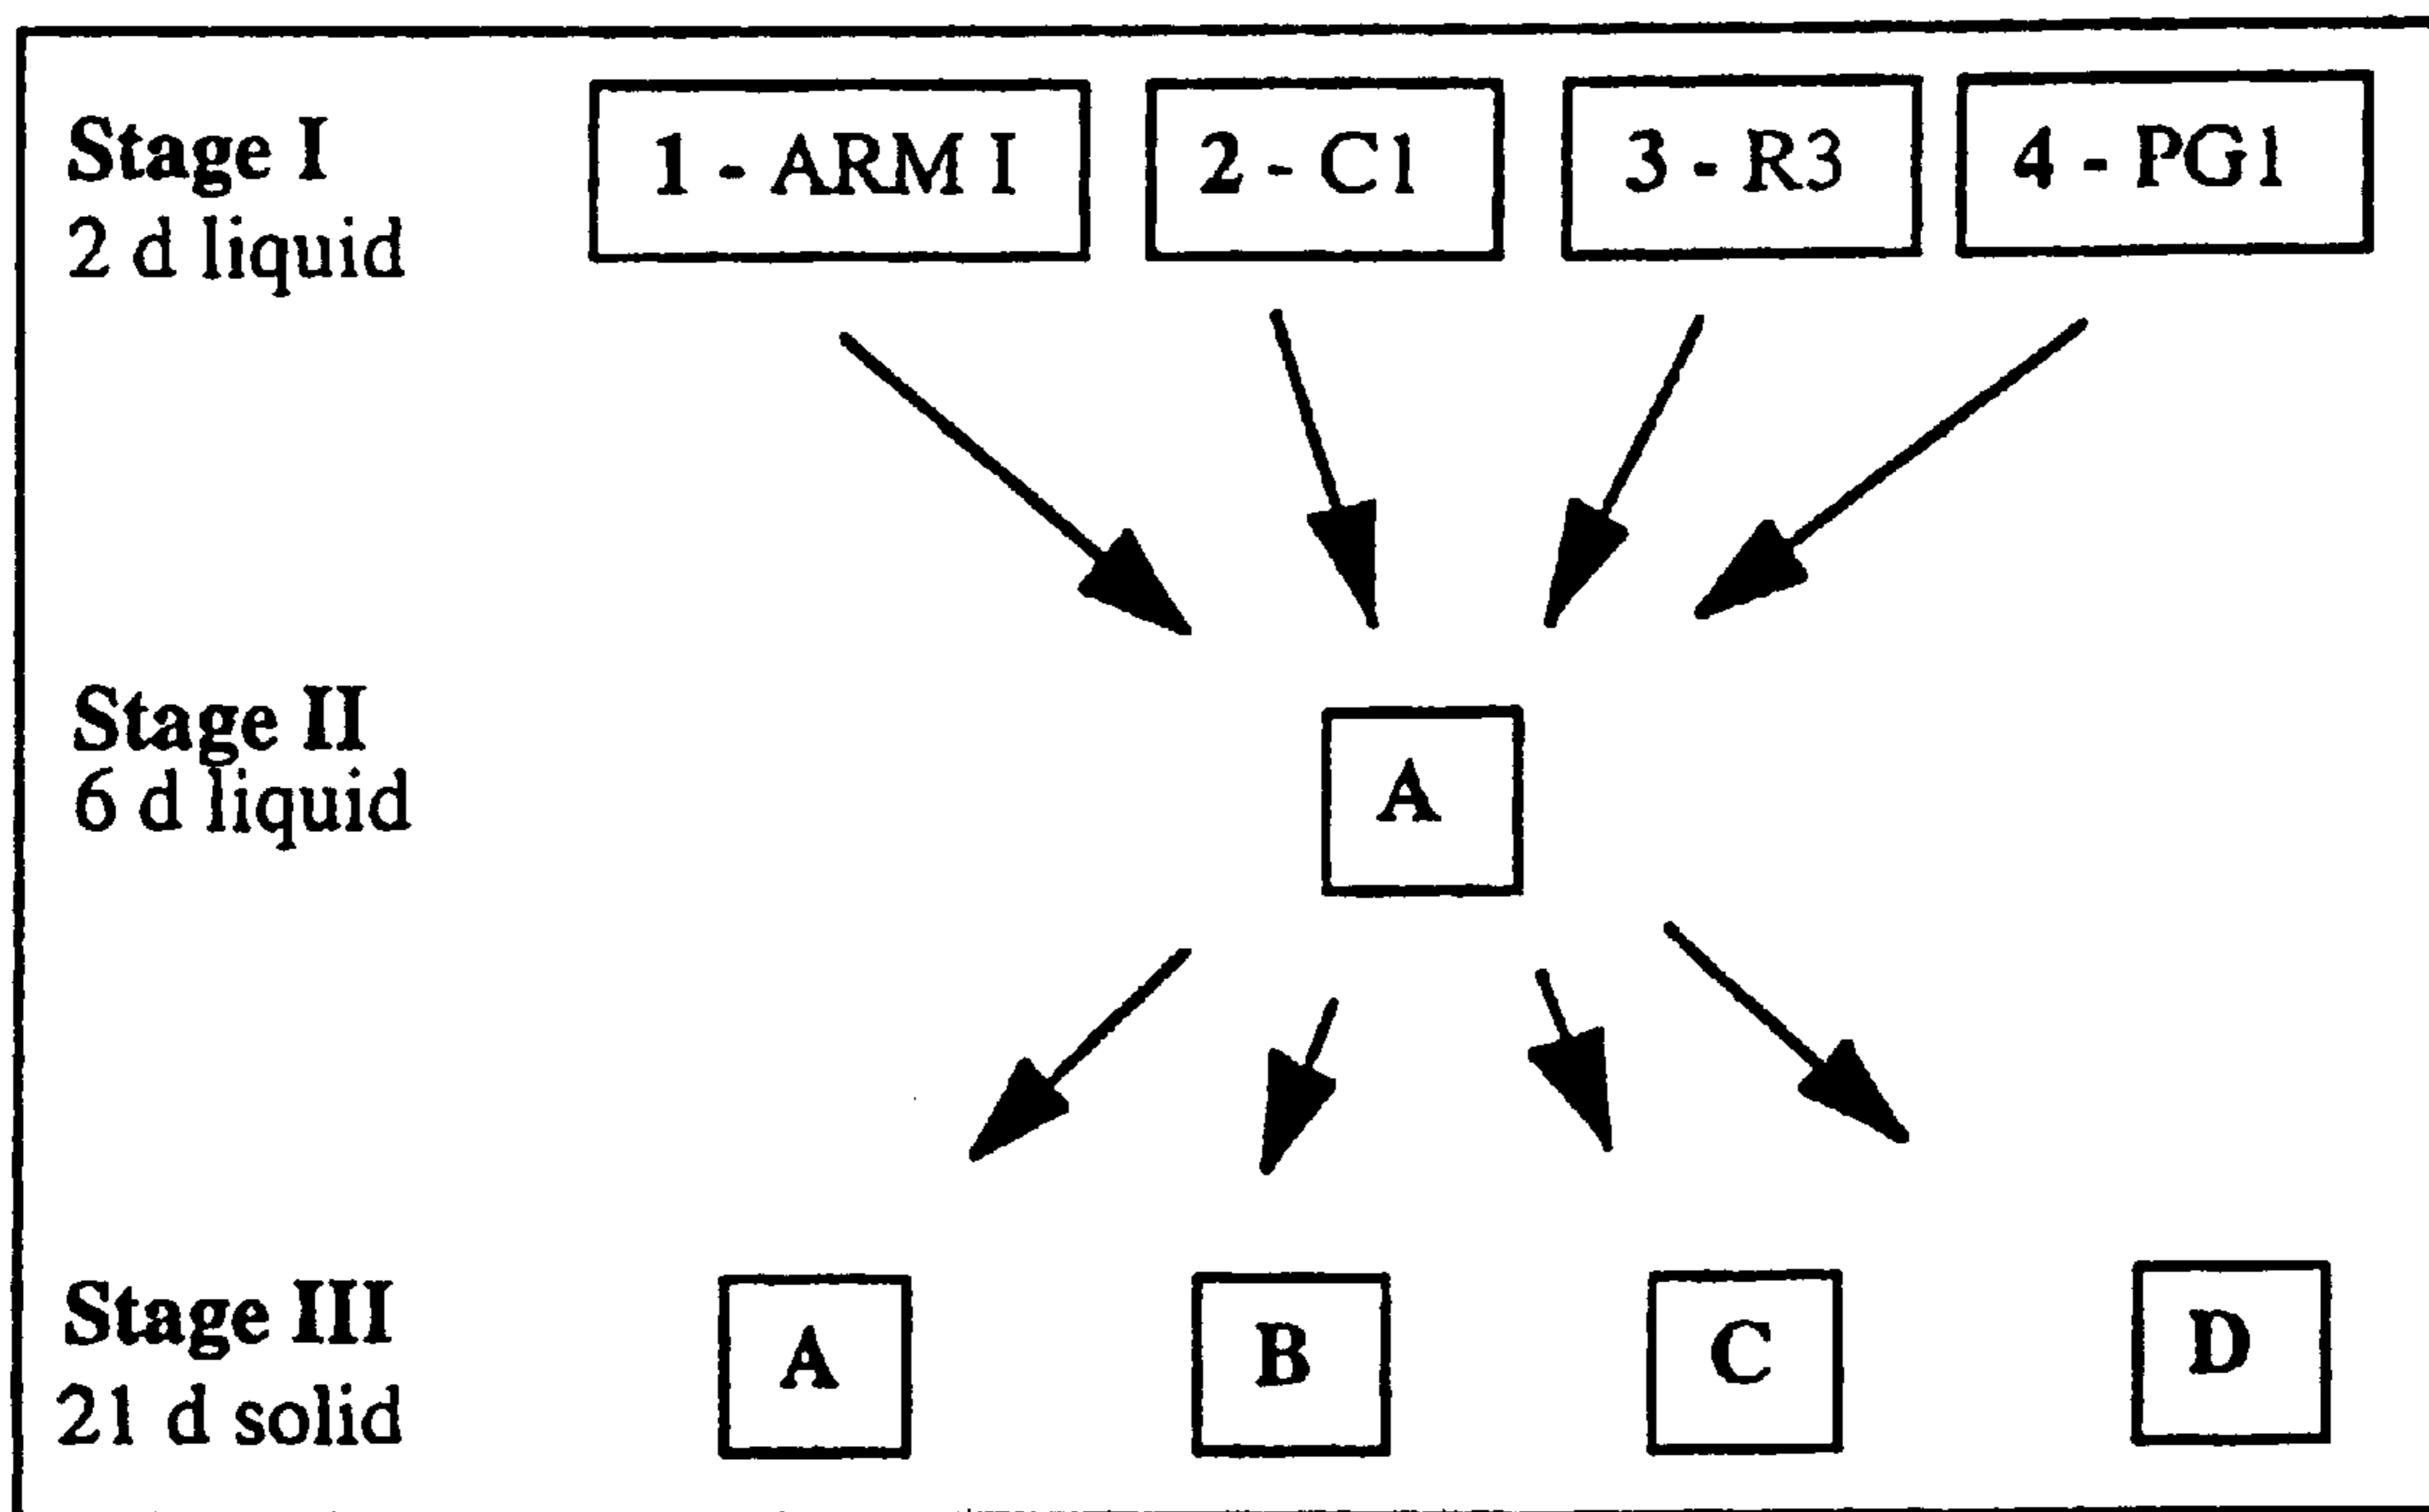 Stage I
2 d liquid
1 - ARM I
2 - C1
3 - R3
4 - PG1
Stage II
6 d liquid
A
Stage III
21 d solid
A
B
C
D